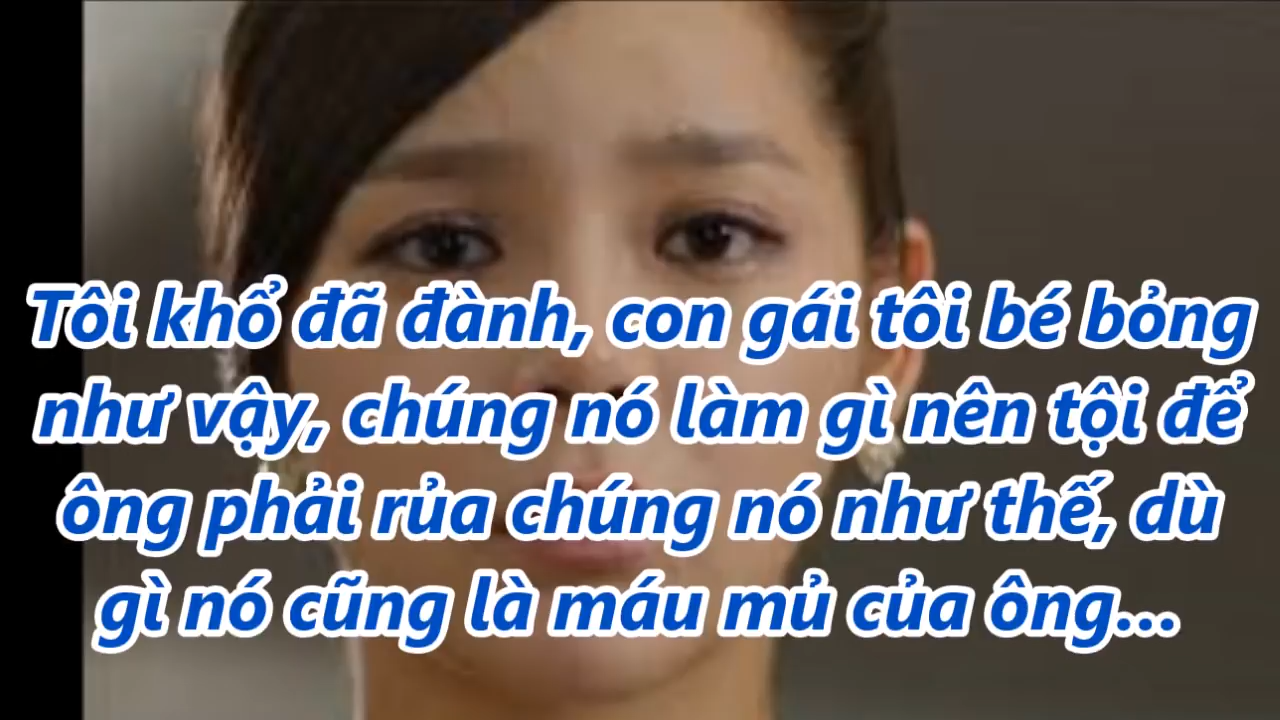 Tôi khổ đã đành, con gái tôi bé bỏng
như vậy, chúng nó làm gì nên tội để
ông phải rủa chúng nó như thế, dù
gì nó cũng là máu mủ của ông...